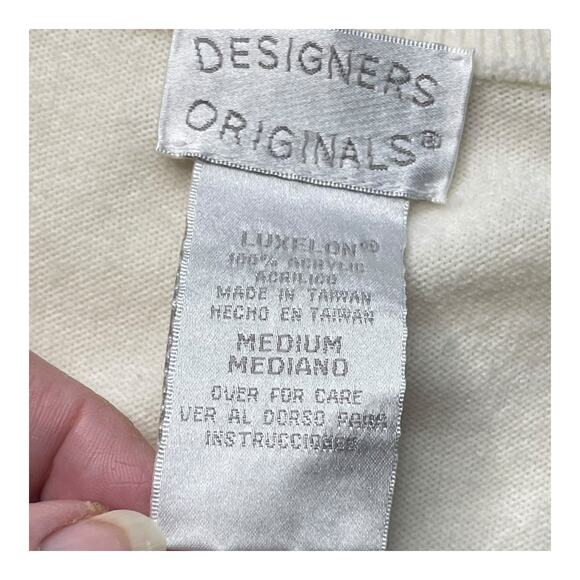 DESIGNERS
ORIGINALS®
LUXELON®
100% ACRYLIC
ACRILICO
MADE IN TAIWAN
HECHO EN TAIWAN
MEDIUM
MEDIANO
OVER FOR CARE
VER AL DORSO PARA
INSTRUCCIONES